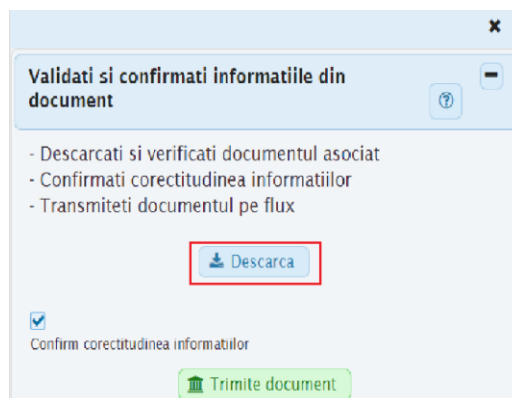 Validati si confirmati informatiile din
document
- Descarcati si verificati documentul asociat
- Confirmati corectitudinea informatiilor
- Transmiteti documentul pe flux
Descarca
Confirm corectitudinea informatiilor
Trimite document